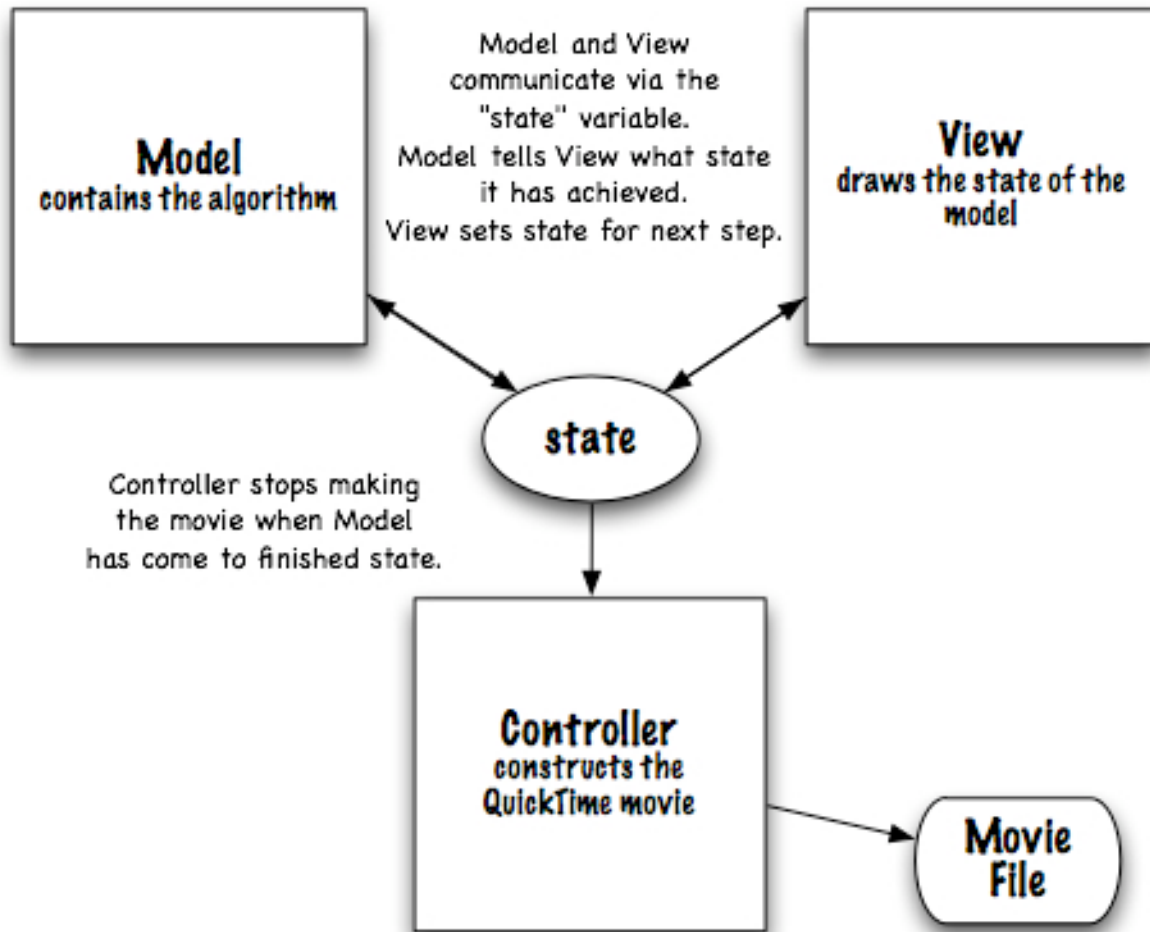 Model
contains the algorithm
Model and View
communicate via the
"state" variable.
Model tells View what state
it has achieved.
View sets state for next step.
View
draws the state of the
model
state
Controller stops making
the movie when Model
has come to finished state.
Controller
constructs the
QuickTime movie
Movie
File